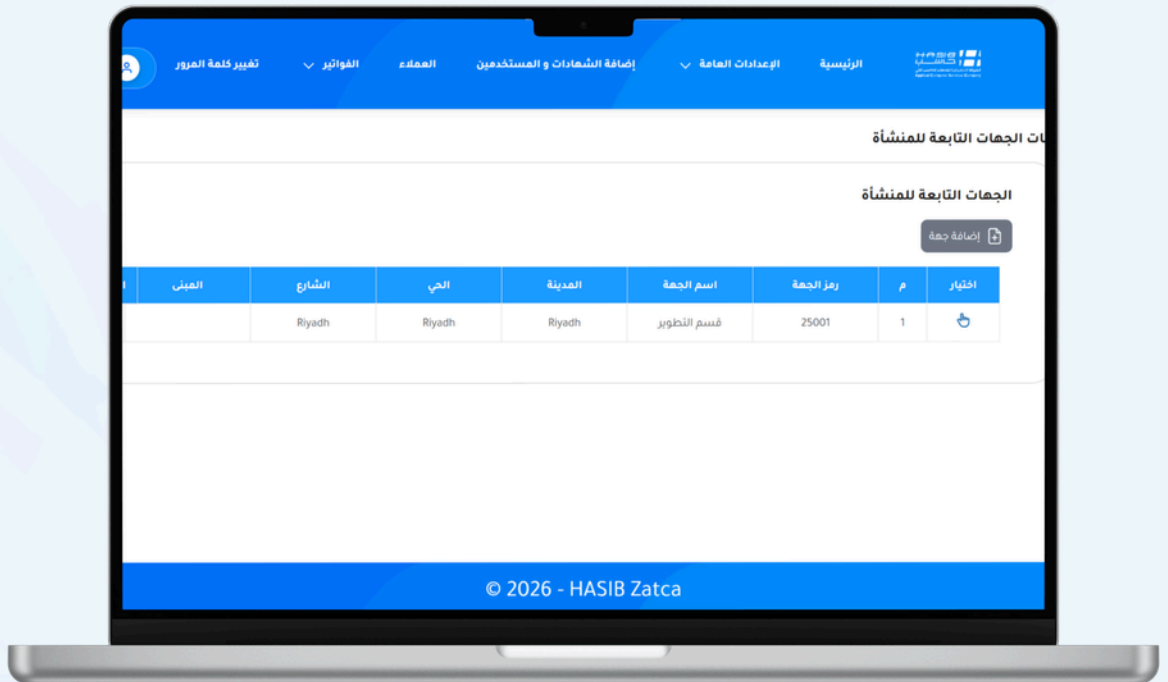 HASIB
حاسب
الرئيسية
الإعدادات العامة
إضافة الشهادات و المستخدمين
العملاء
الفواتير
تغيير كلمة المرور
الجهات التابعة للمنشأة
الجهات التابعة للمنشأة
إضافة جهة
اختيار م رمز الجهة اسم الجهة المدينة الحي الشارع المبنى
1 25001 قسم التطوير Riyadh Riyadh Riyadh
© 2026 - HASIB Zatca